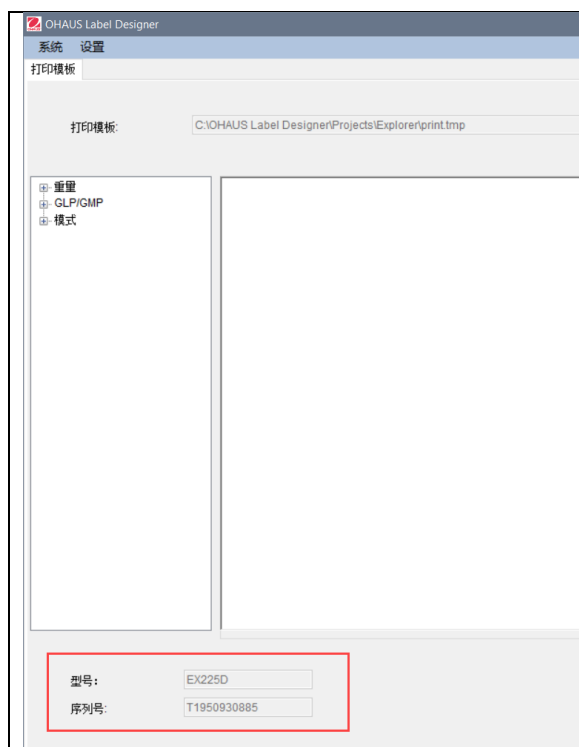 OHAUS Label Designer
系统 设置
打印模板
打印模板: C:\OHAUS Label Designer\Projects\Explorer\print.tmp
重里
GLP/GMP
模式
型号： EX225D
序列号: T1950930885